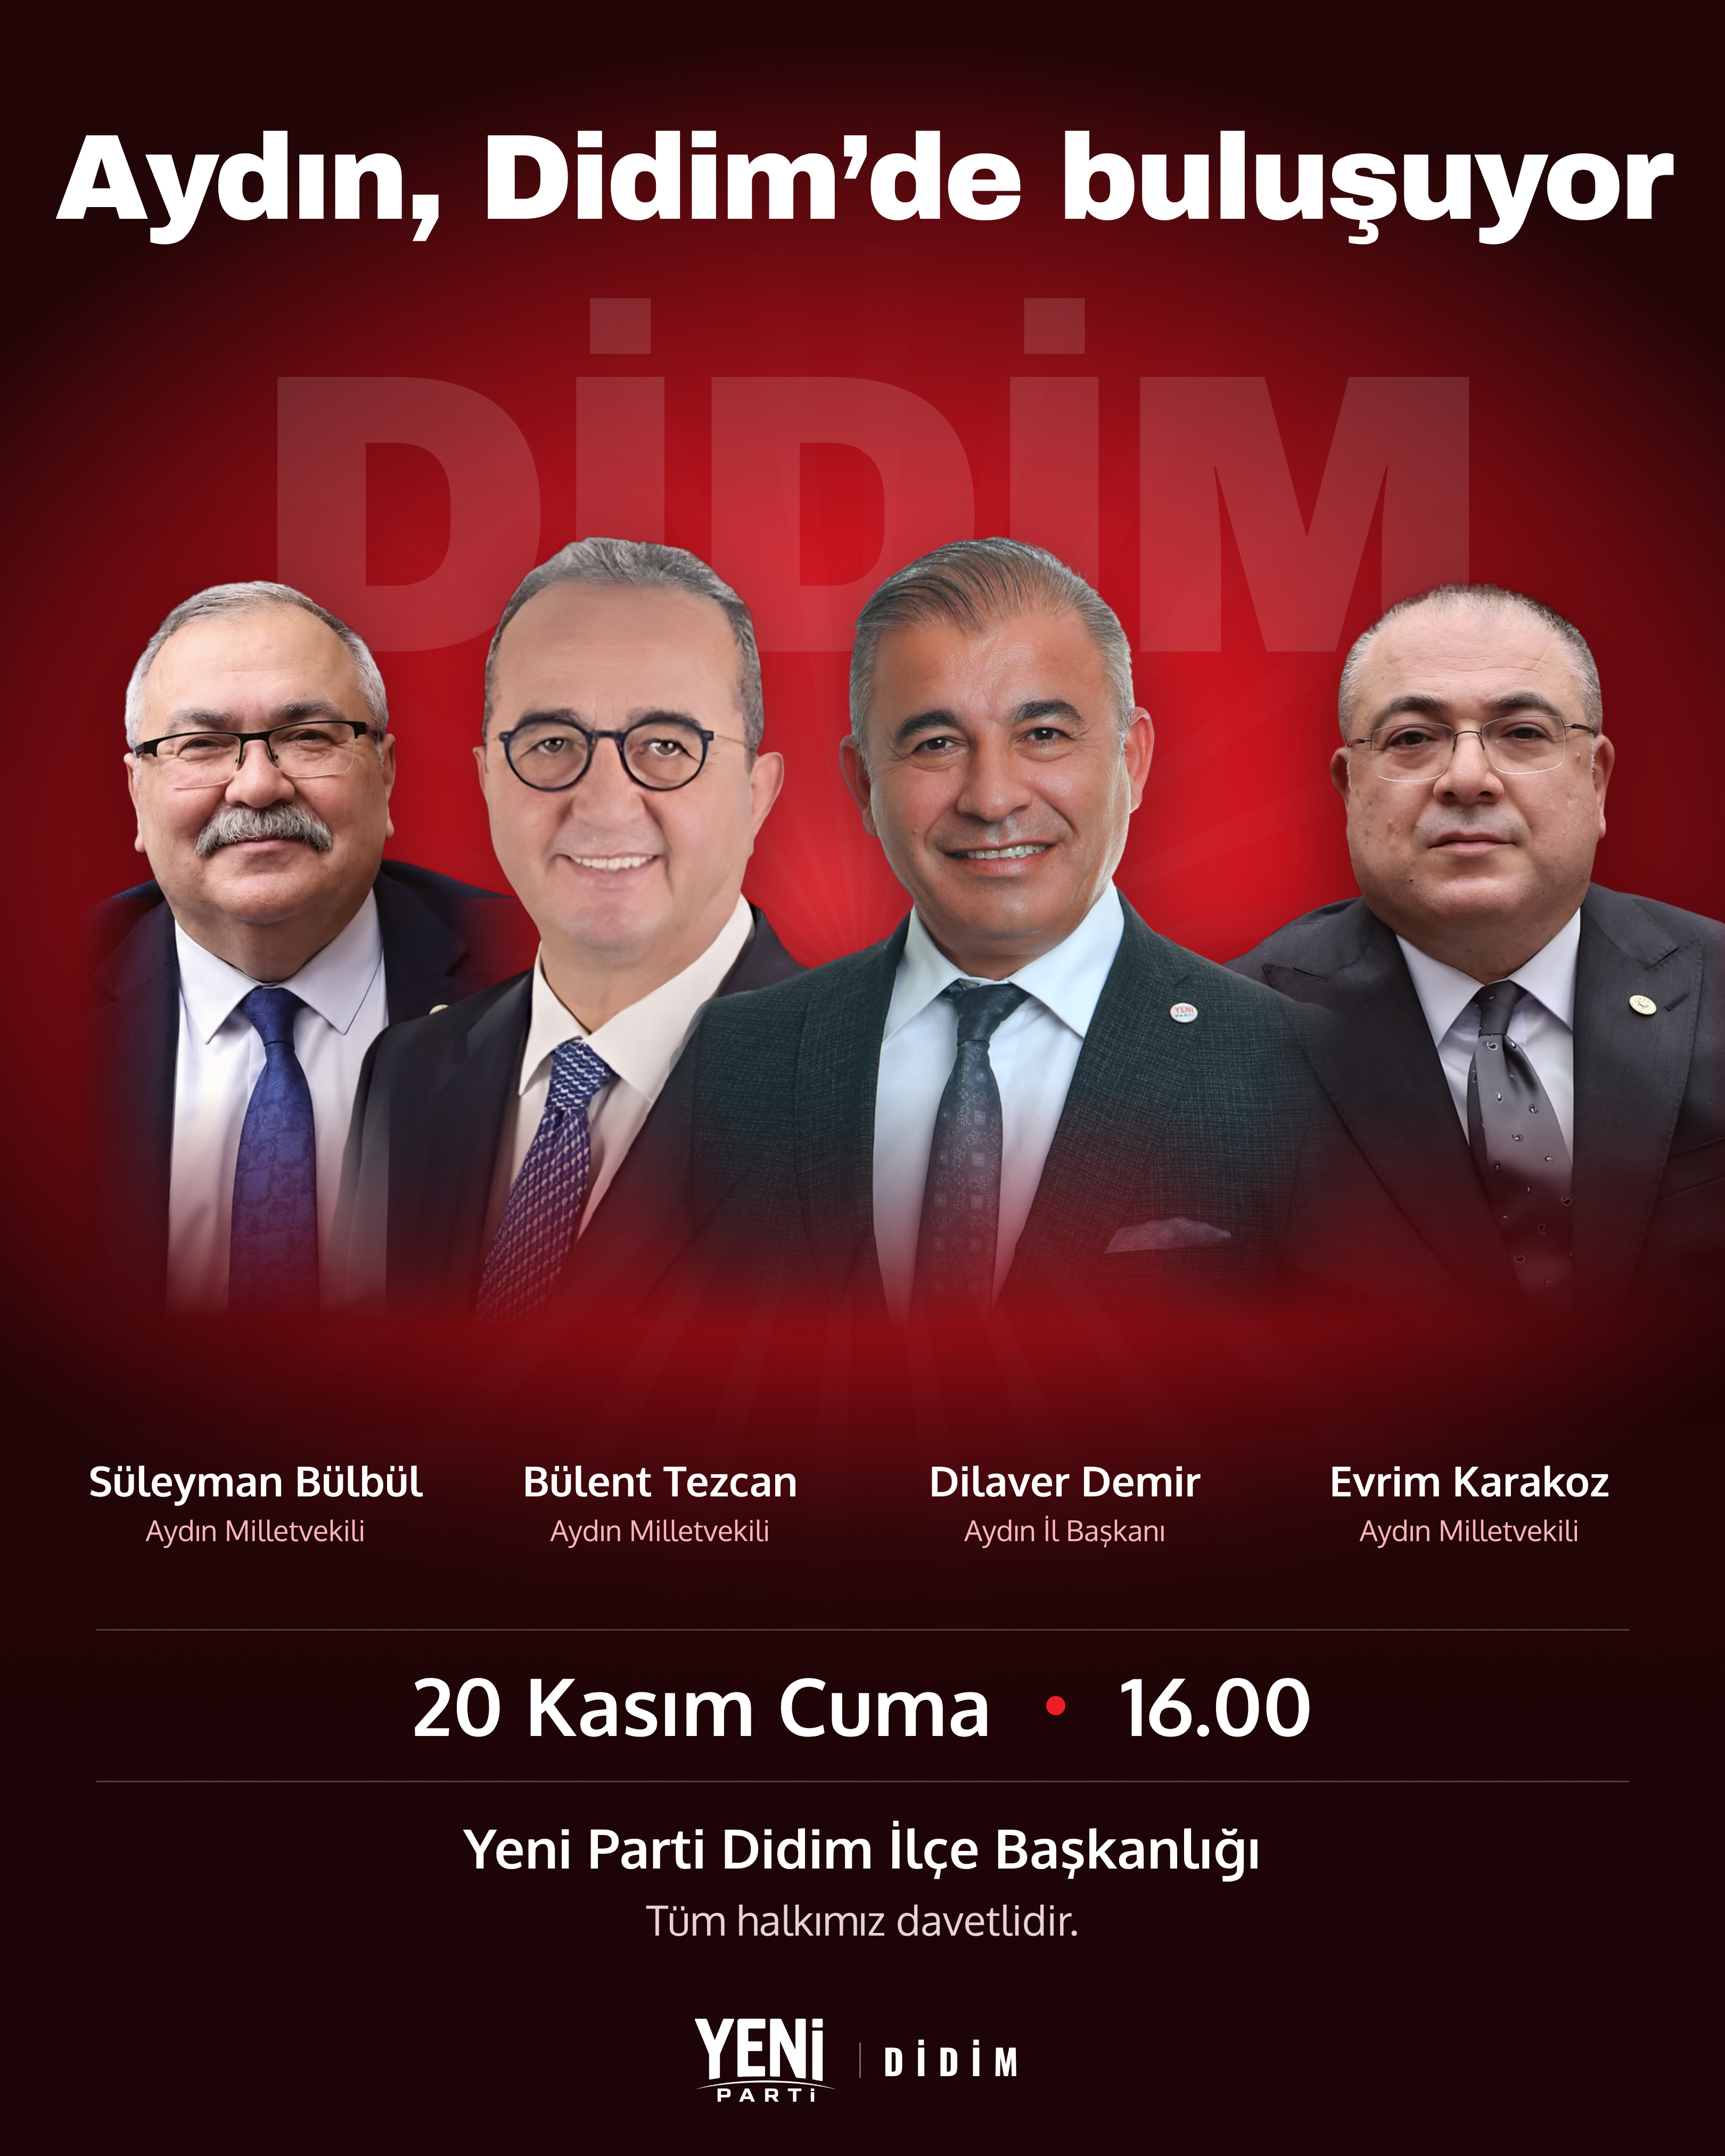 Aydın, Didim’de buluşuyor
DİDİM
YENİ
PARTİ
Süleyman Bülbül
Aydın Milletvekili
Bülent Tezcan
Aydın Milletvekili
Dilaver Demir
Aydın İl Başkanı
Evrim Karakoz
Aydın Milletvekili
20 Kasım Cuma • 16.00
Yeni Parti Didim İlçe Başkanlığı
Tüm halkımız davetlidir.
YENİ
PARTİ
DİDİM